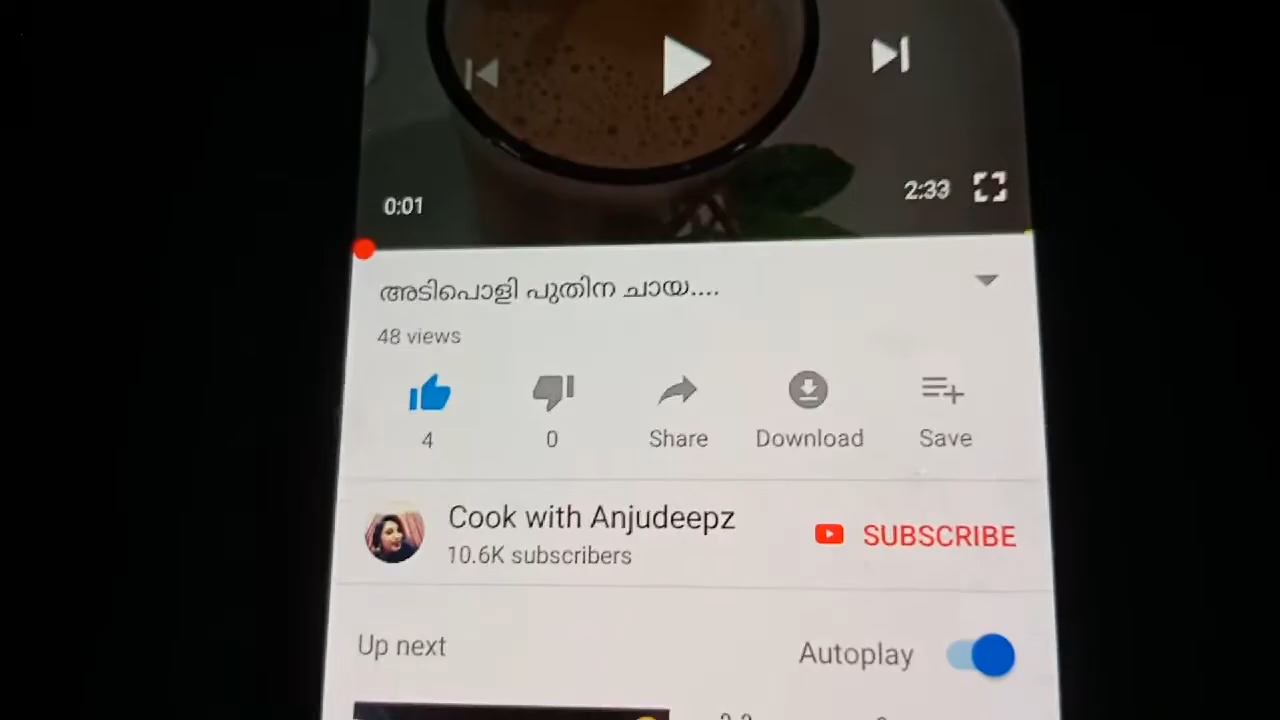 0:01
2:33
അടിപൊളി പുതിന ചായ....
48 views
4
0
Share
Download
Save
Cook with Anjudeepz
10.6K subscribers
SUBSCRIBE
Up next
Autoplay